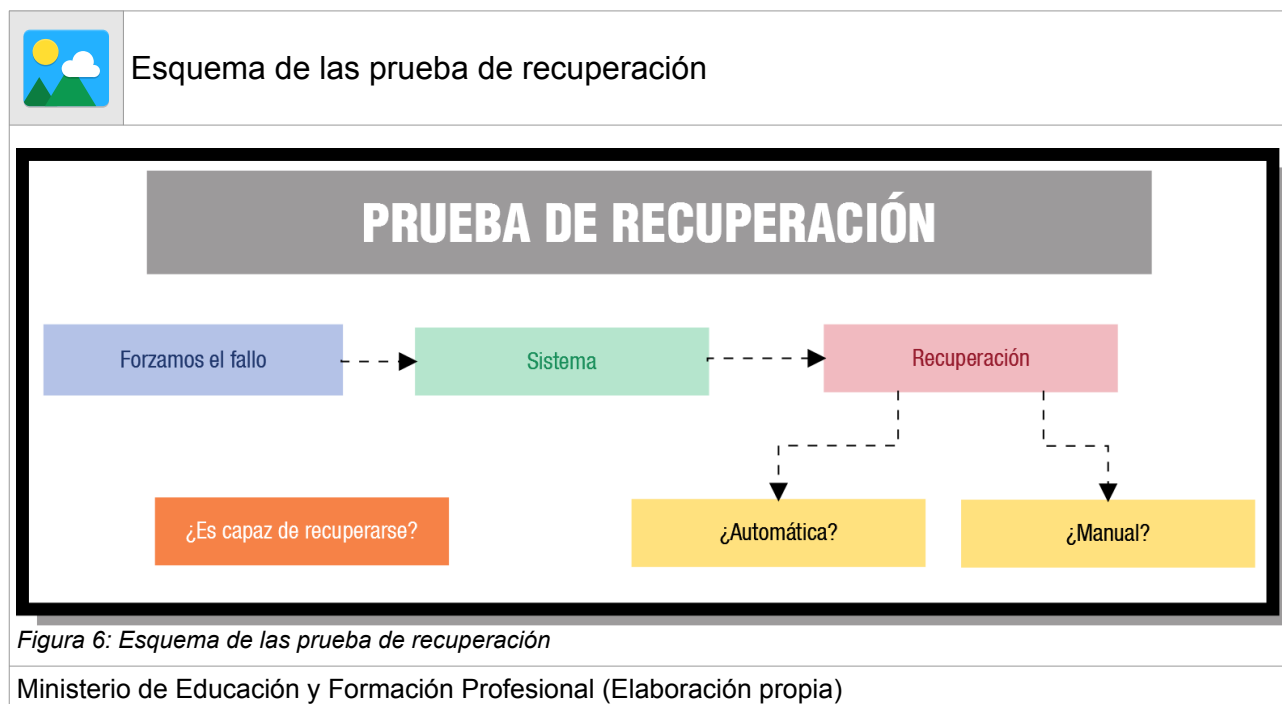 Esquema de las prueba de recuperación
PRUEBA DE RECUPERACIÓN
Forzamos el fallo
Sistema
Recuperación
¿Es capaz de recuperarse?
¿Automática?
¿Manual?
Figura 6: Esquema de las prueba de recuperación
Ministerio de Educación y Formación Profesional (Elaboración propia)